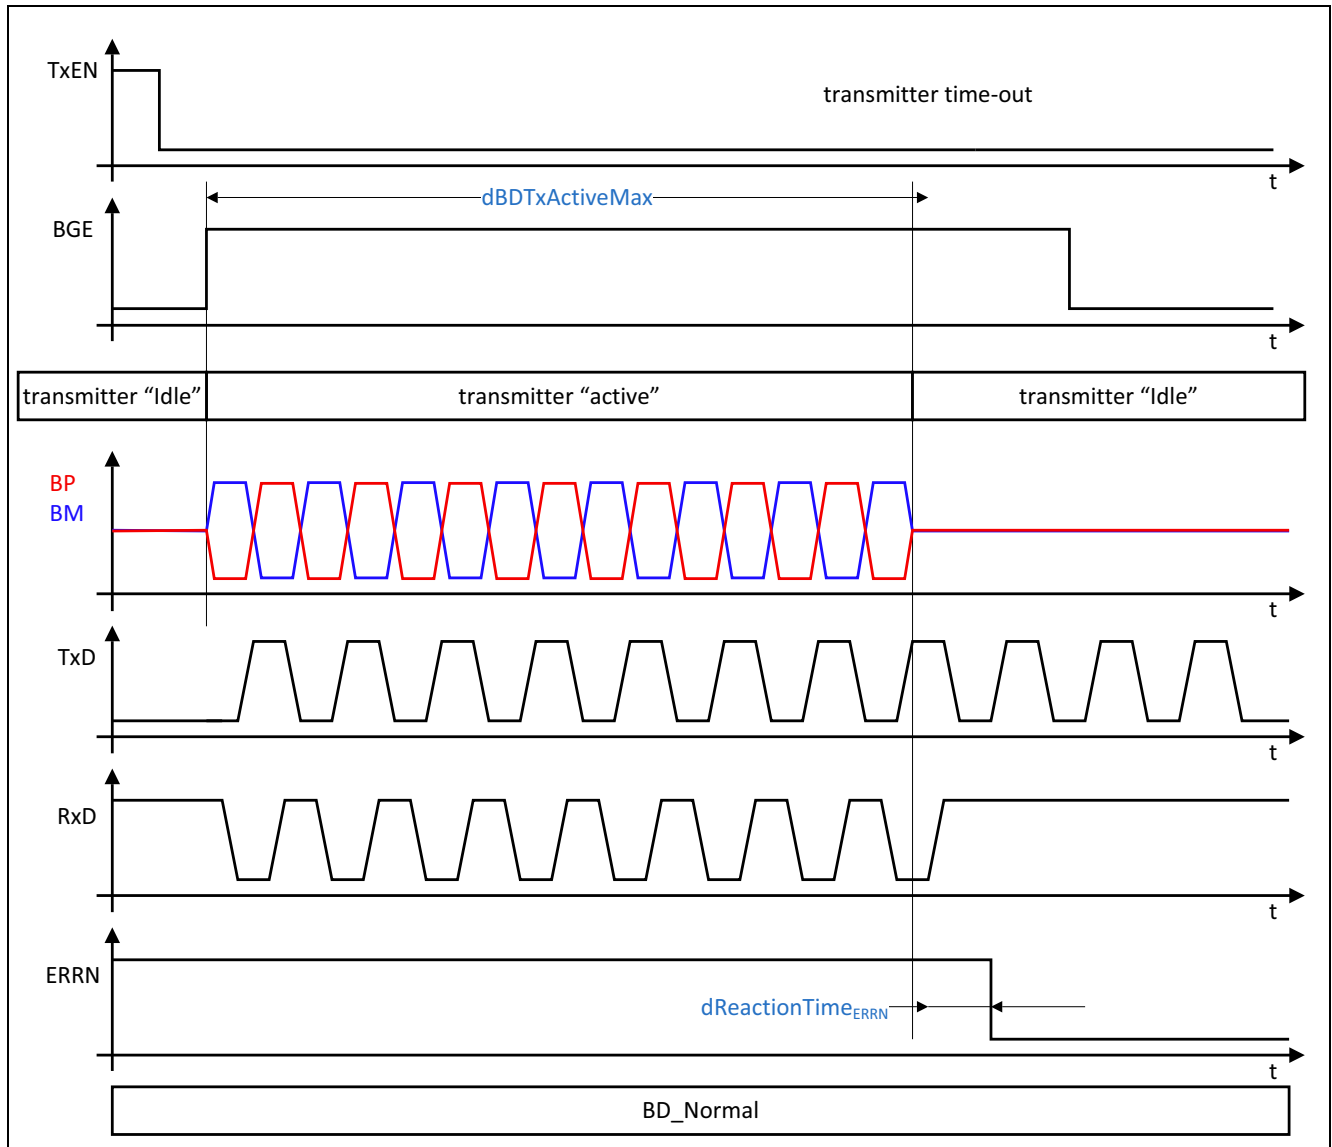 TxEN
transmitter time-out
t
dBDTxActiveMax
BGE
t
transmitter “Idle”
transmitter “active”
transmitter “Idle”
BP
BM
t
TxD
t
RxD
t
ERRN
dReactionTimeERRN
t
BD_Normal